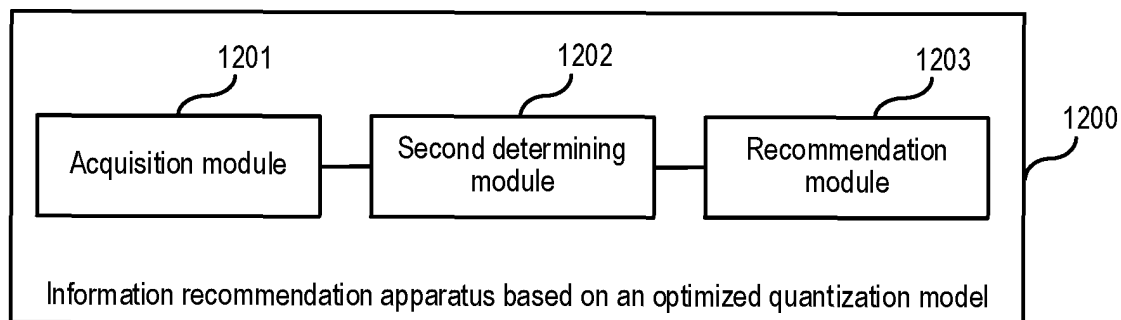 1201
1202
1203
1200
Acquisition module
Second determining
module
Recommendation
module
Information recommendation apparatus based on an optimized quantization model